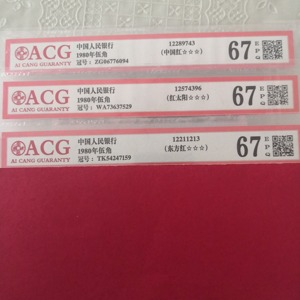 ACG
AI CANG GUARANTY
中国人民银行
1980年伍角
冠号：ZG06776094
12289743
(中国红☆☆☆)
67 EPG
ACG
AI CANG GUARANTY
中国人民银行
1980年伍角
冠号：WA73637529
12574396
(红太阳☆☆☆)
67 EPG
ACG
AI CANG GUARANTY
中国人民银行
1980年伍角
冠号：TK54247159
12211213
(东方红☆☆☆)
67 EPG